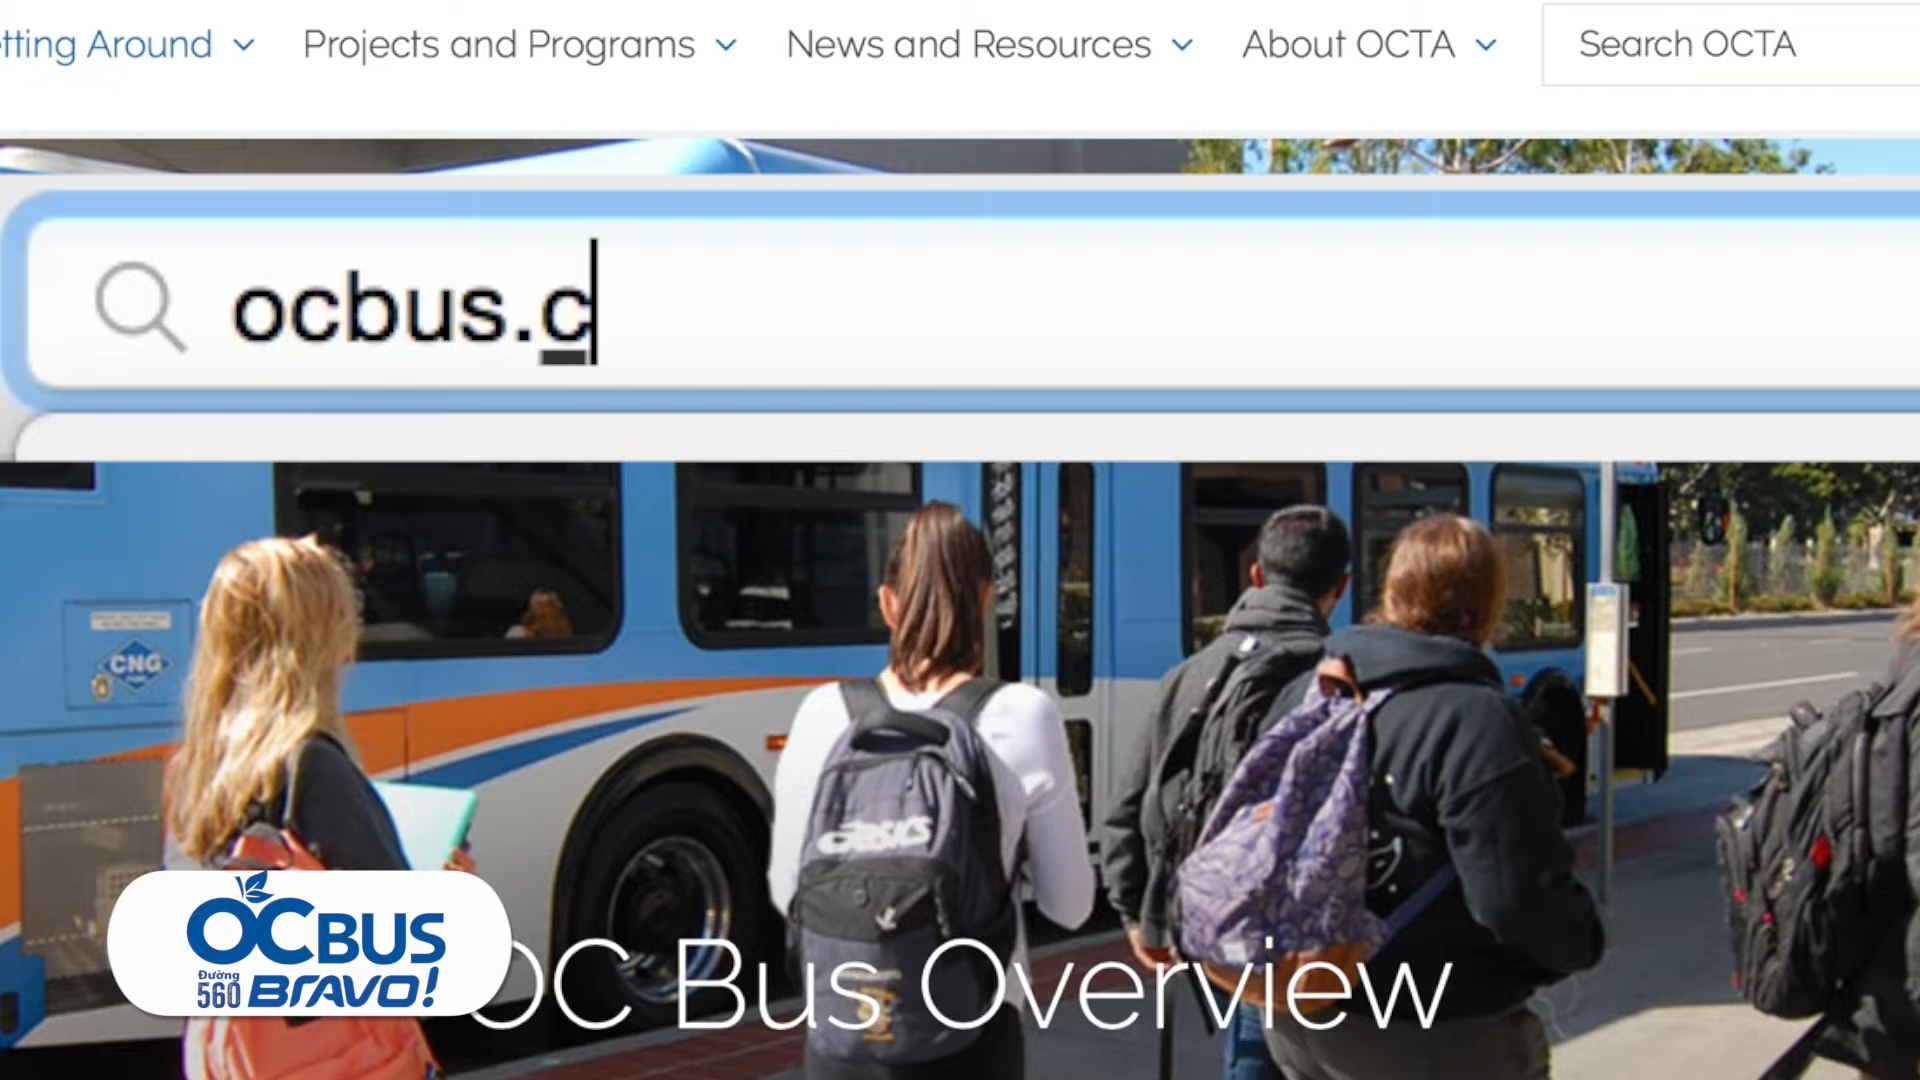 tting Around
Projects and Programs
News and Resources
About OCTA
Search OCTA
ocbus.c
CNG
OCBUS
Đường
560 BRAVO!
OC Bus Overview